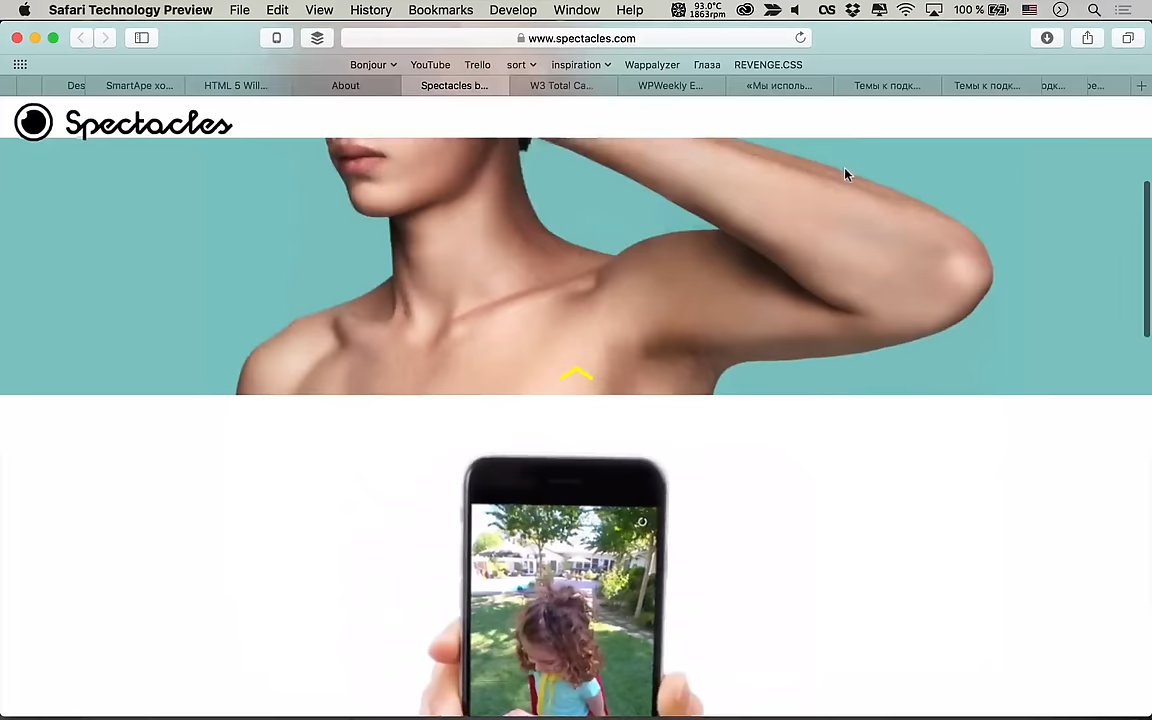 Safari Technology Preview File Edit View History Bookmarks Develop Window Help 93.0°C 1863rpm 100 %
www.spectacles.com
Bonjour YouTube Trello sort inspiration Wappalyzer Глаза REVENGE.CSS
Des SmartApe хо... HTML 5 Will... About Spectacles b... W3 Total Ca... WPWeekly E... «Мы исполь... Темы к подк... Темы к подк... одк... be...
Spectacles